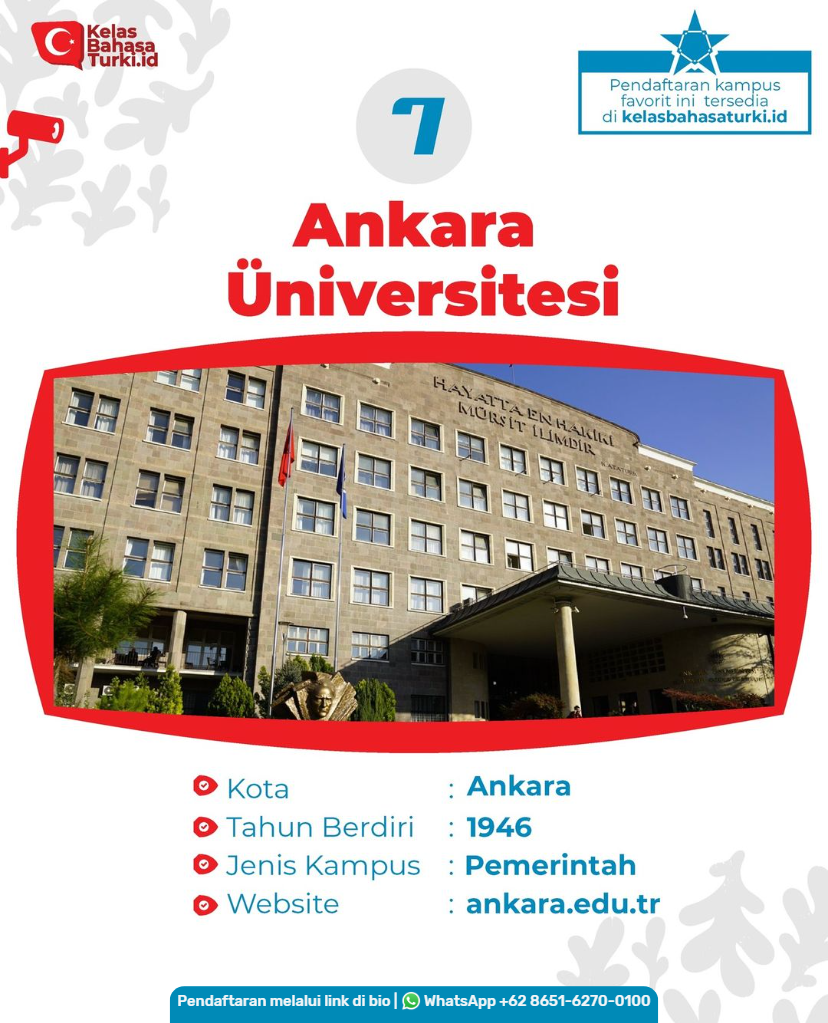 Kelas
Bahasa
Turki.id
Pendaftaran kampus
favorit ini tersedia
di kelasbahasaturki.id
7
Ankara
Üniversitesi
HAYATTA EN HAKİKİ
MÜRŞİT İLİMDİR
Kota : Ankara
Tahun Berdiri : 1946
Jenis Kampus : Pemerintah
Website : ankara.edu.tr
Pendaftaran melalui link di bio | WhatsApp +62 8651-6270-0100